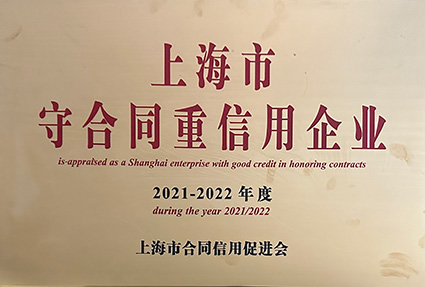 上海市
守合同重信用企业
is-appraised as a Shanghai enterprise with good credit in honoring contracts
2021-2022 年度
during the year 2021/2022
上海市合同信用促进会